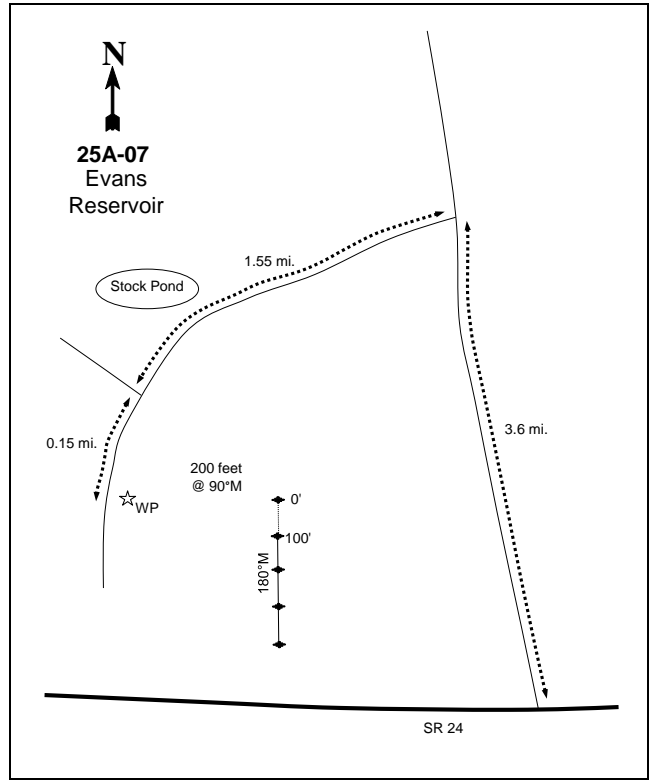 N
25A-07
Evans
Reservoir
1.55 mi.
Stock Pond
0.15 mi.
3.6 mi.
200 feet
@ 90°M
WP
0'
100'
180°M
SR 24